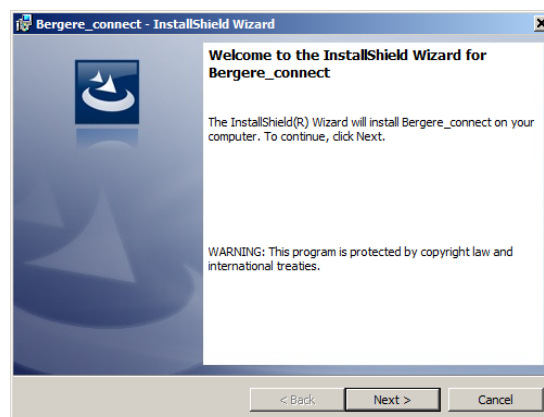 Bergere_connect - InstallShield Wizard
Welcome to the InstallShield Wizard for
Bergere_connect
The InstallShield(R) Wizard will install Bergere_connect on your
computer. To continue, click Next.
WARNING: This program is protected by copyright law and
international treaties.
< Back
Next >
Cancel